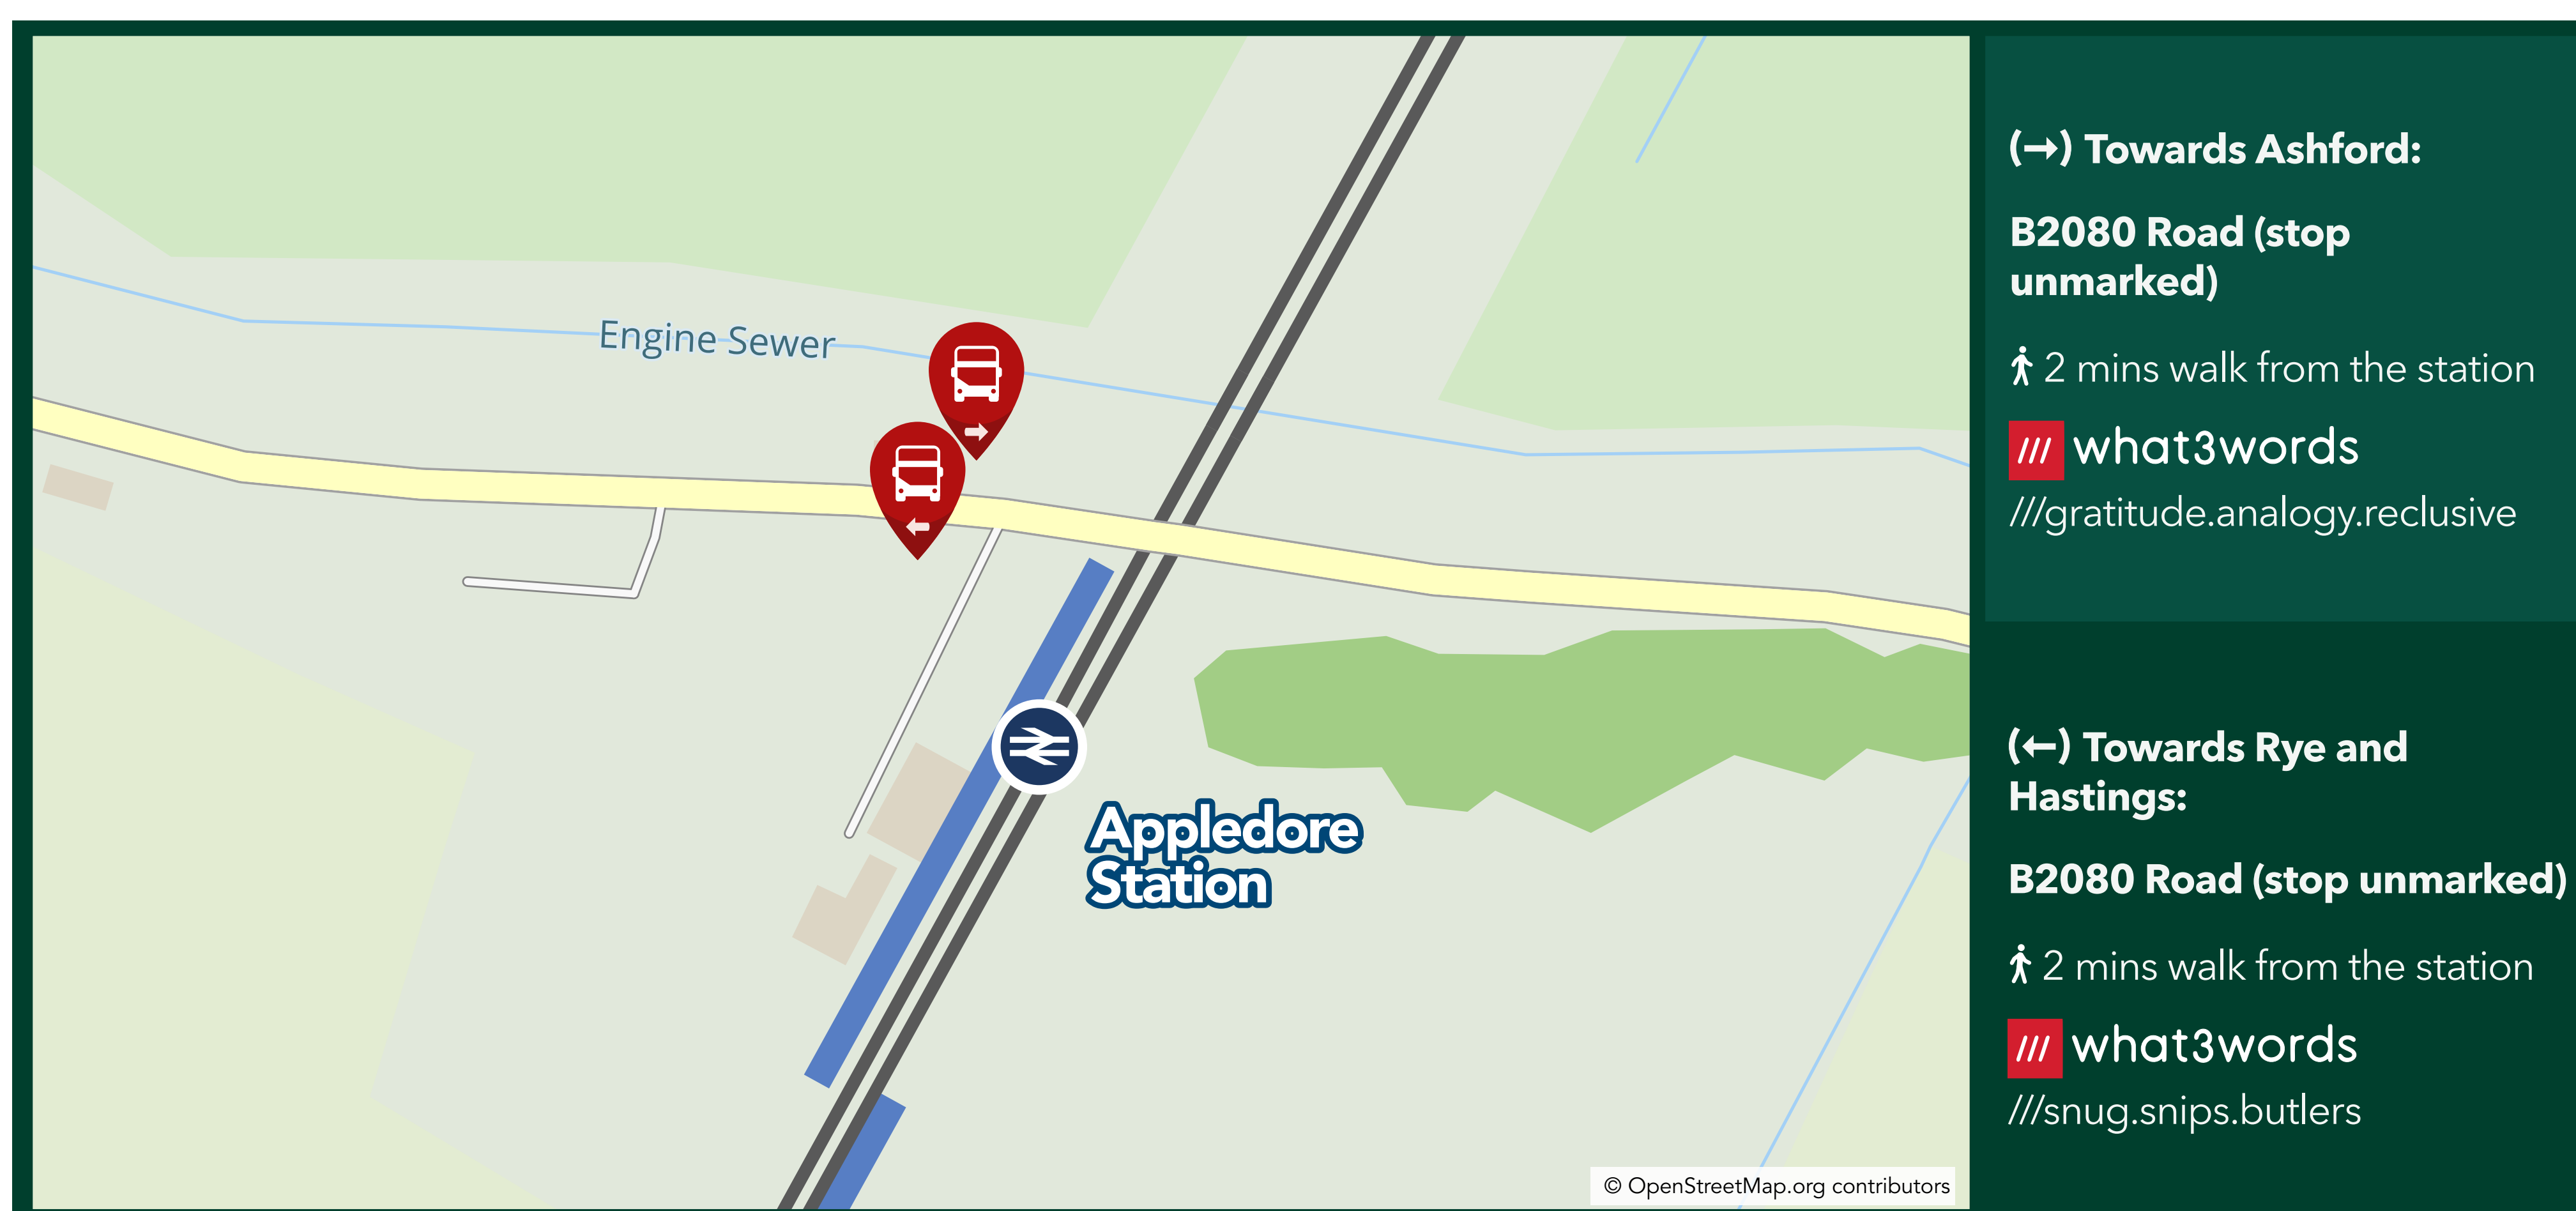 Engine Sewer
Appledore
Station
© OpenStreetMap.org contributors
(→) Towards Ashford:
B2080 Road (stop
unmarked)
2 mins walk from the station
what3words
///gratitude.analogy.reclusive
(←) Towards Rye and
Hastings:
B2080 Road (stop unmarked)
2 mins walk from the station
what3words
///snug.snips.butlers